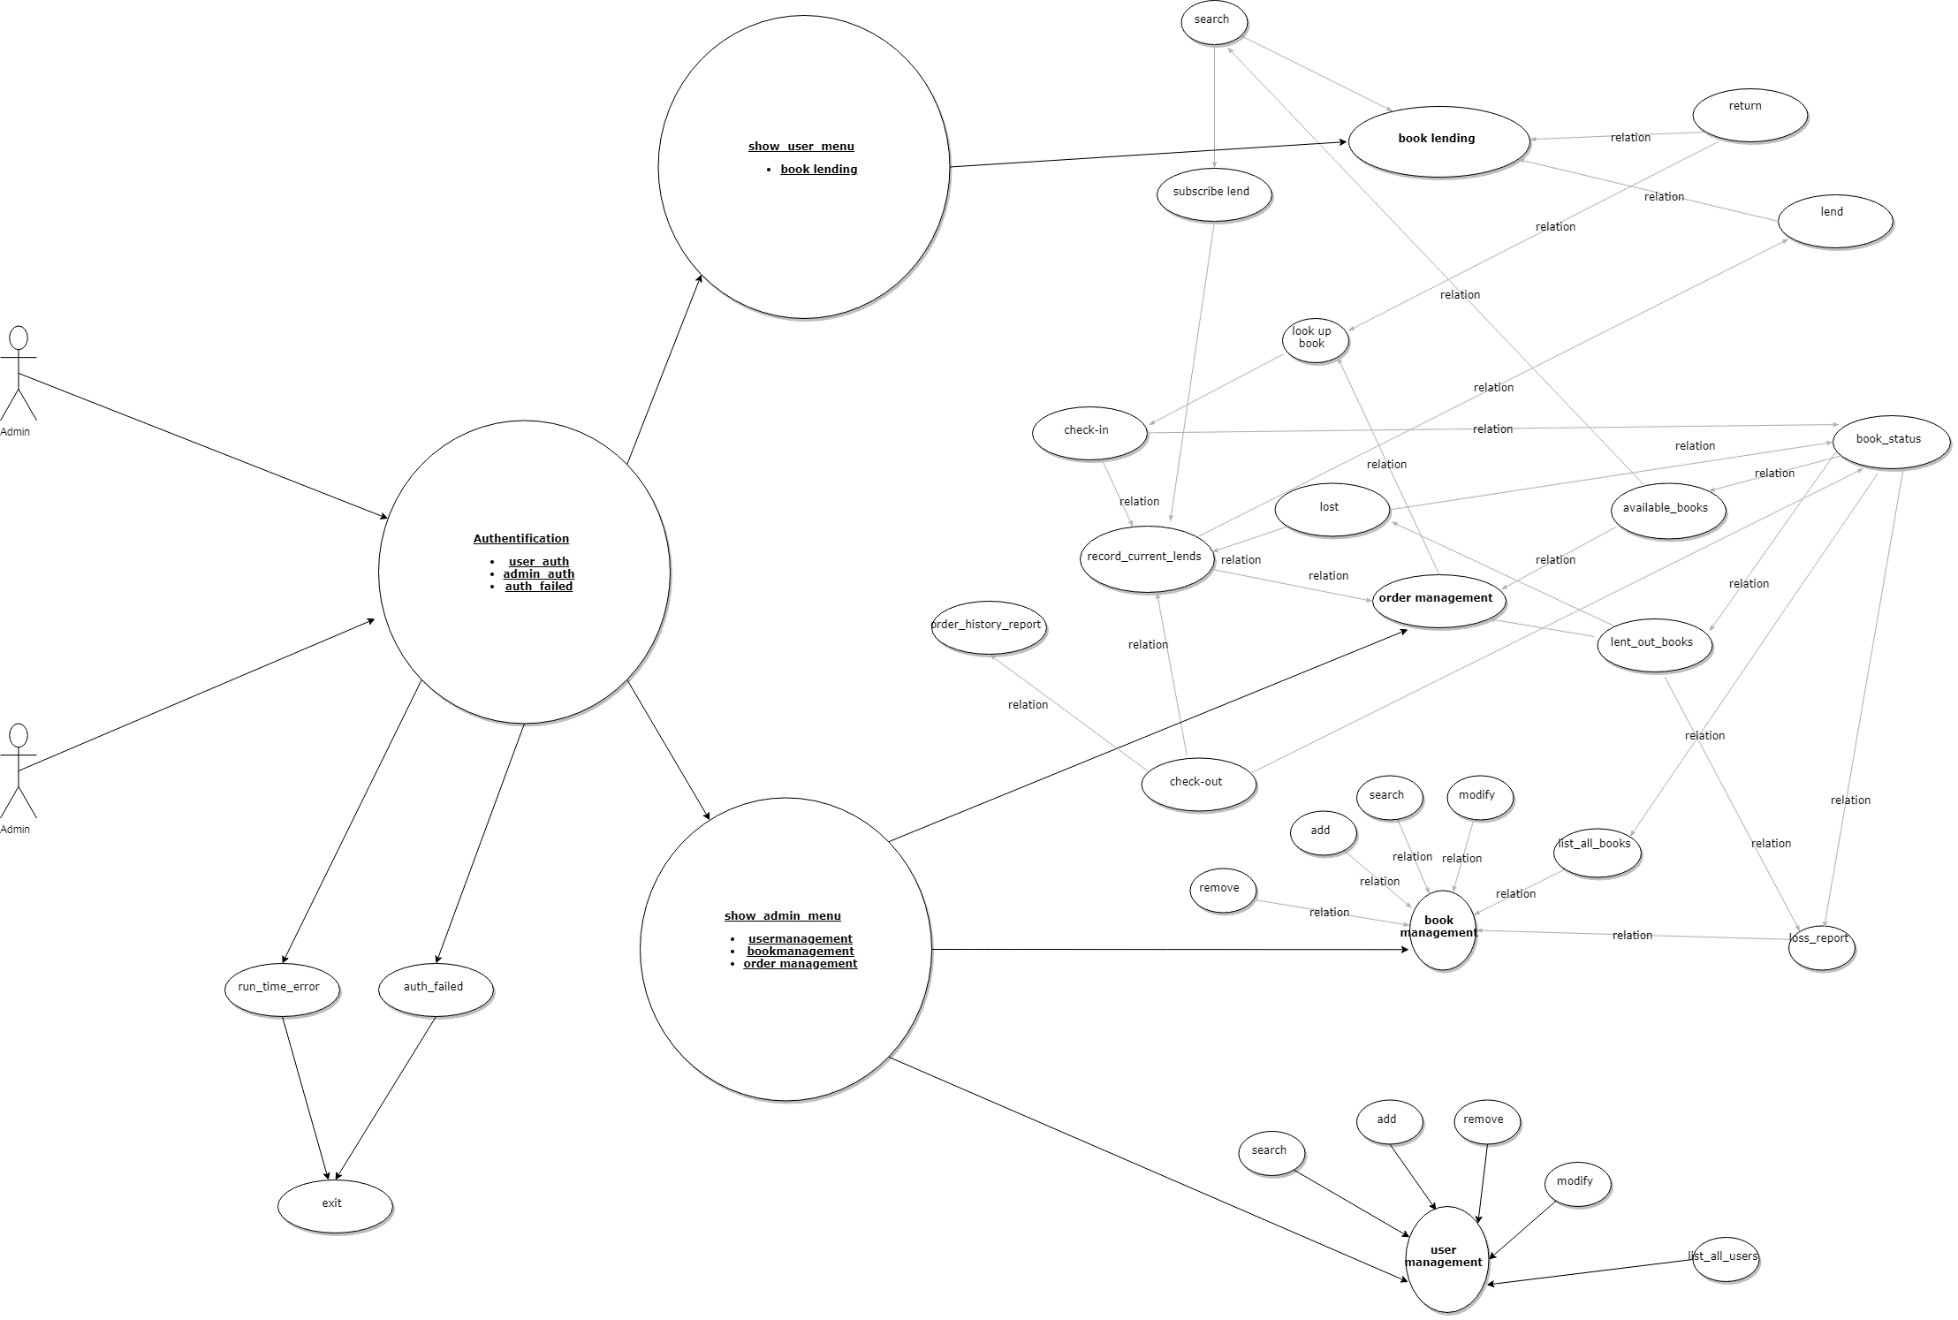 search
return
book lending
relation
show_user_menu
• book lending
subscribe lend
relation
lend
relation
relation
look up
book
relation
Admin
check-in
relation
book_status
relation
relation
relation
relation
lost
available_books
Authentification
• user_auth
• admin_auth
• auth_failed
record_current_lends
relation
relation
relation
relation
order management
order_history_report
relation
lent_out_books
relation
relation
check-out
search
modify
relation
Admin
add
list_all_books
relation
relation
relation
relation
remove
relation
relation
show_admin_menu
• usermanagement
• bookmanagement
• order management
book
management
relation
loss_report
run_time_error
auth_failed
add
remove
search
modify
exit
user
management
list_all_users